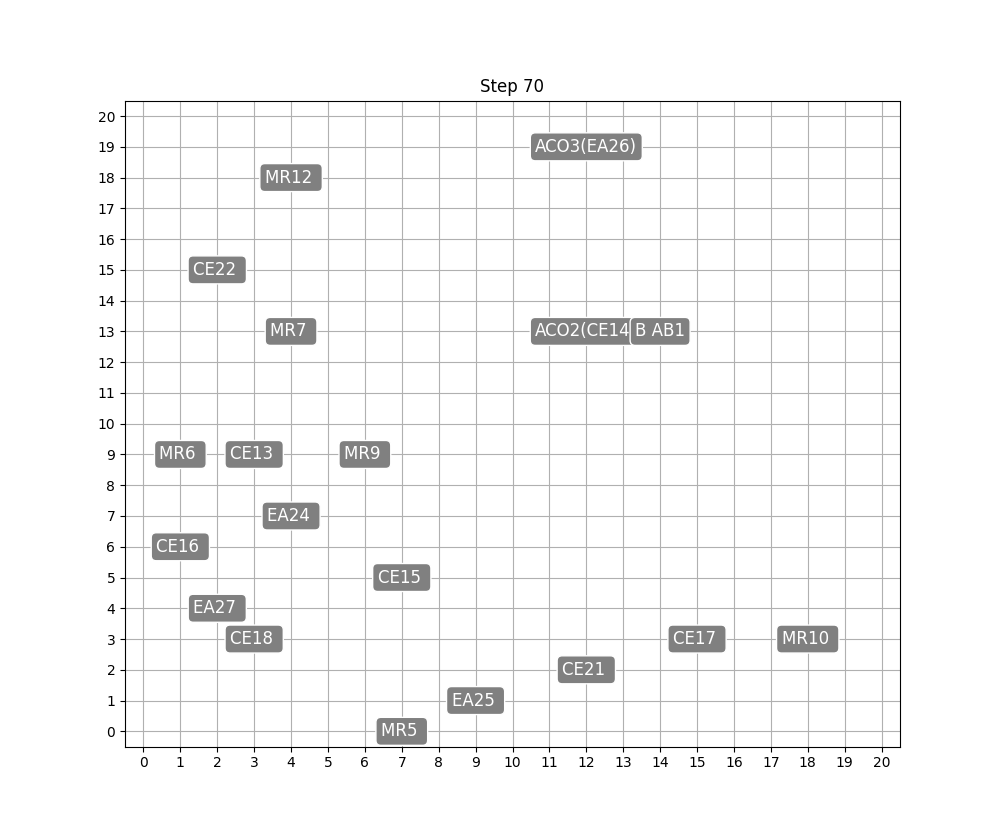 Step 70
20
19 ACO3(EA26)
18 MR12
17
16
15 CE22
14
13 MR7 ACO2(CE14 B AB1
12
11
10
9 MR6 CE13 MR9
8
7 EA24
6 CE16
5 CE15
4 EA27
3 CE18 CE17 MR10
2 CE21
1 EA25
0 MR5
0 1 2 3 4 5 6 7 8 9 10 11 12 13 14 15 16 17 18 19 20